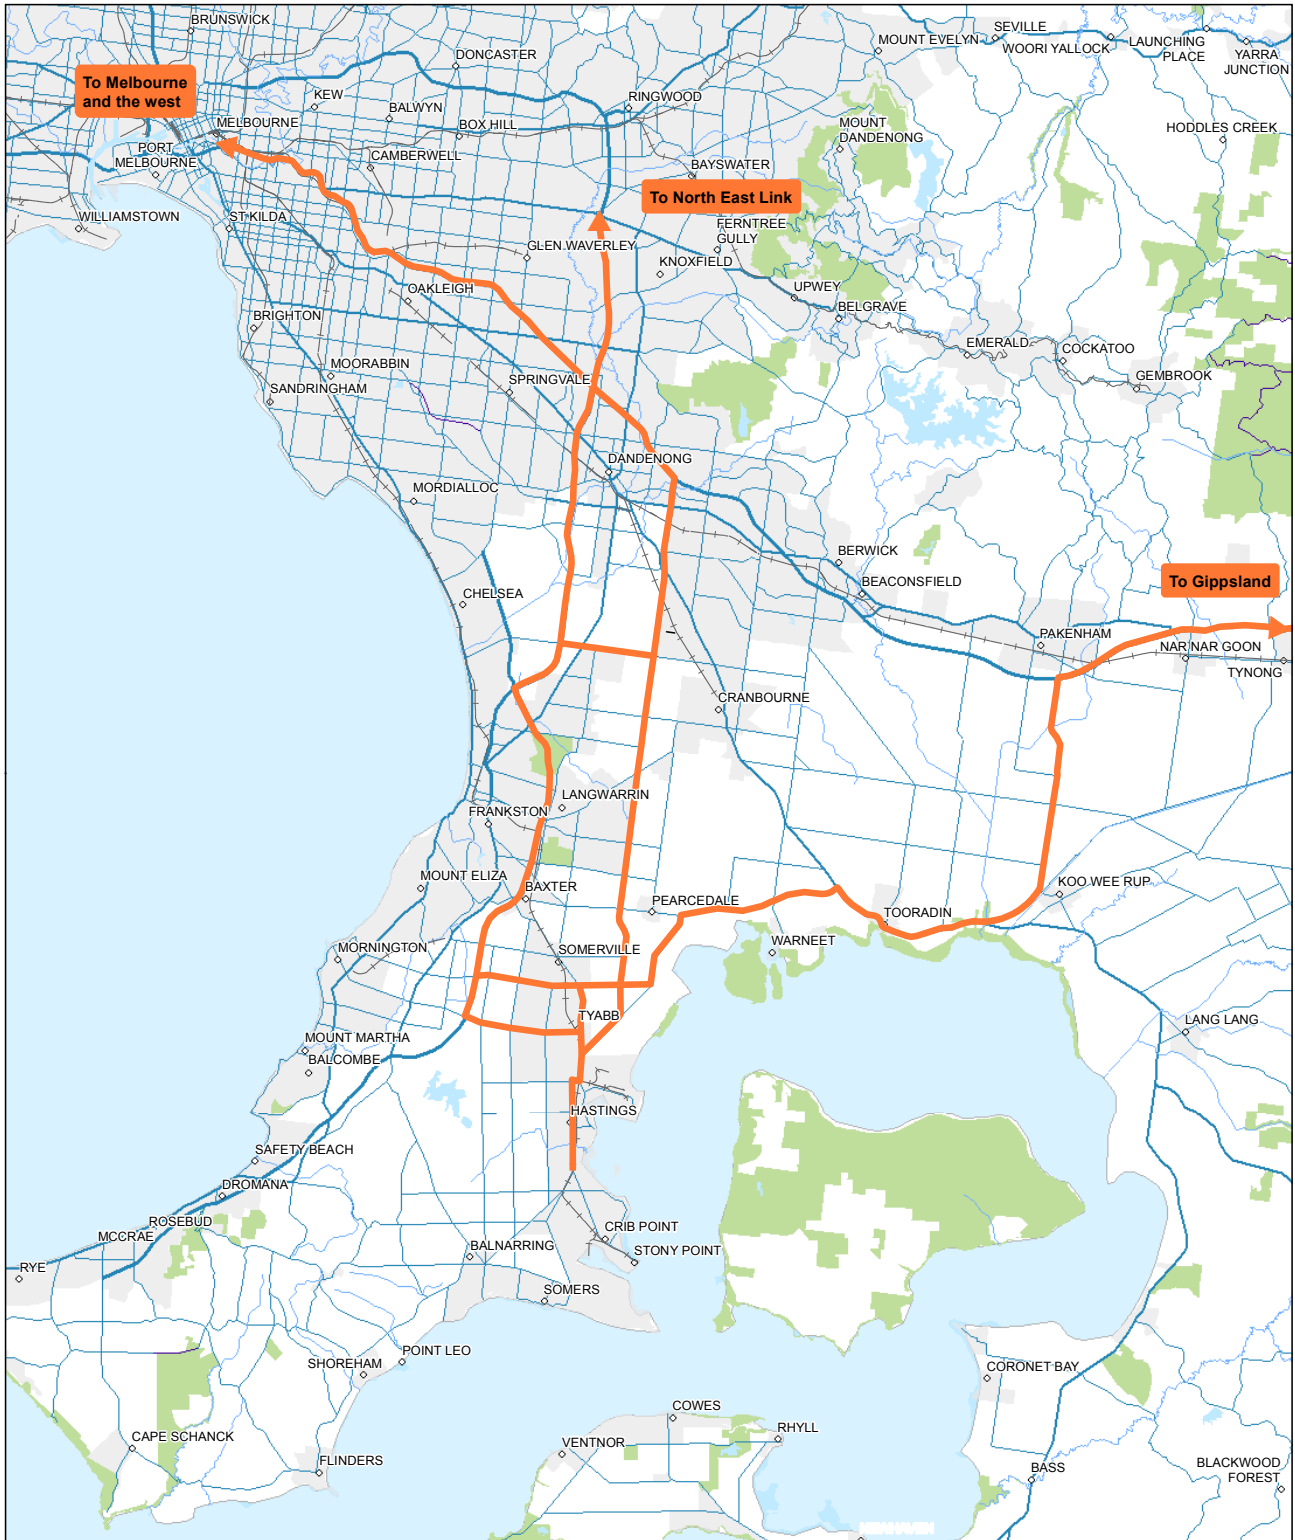 BRUNSWICK
SEVILLE
MOUNT EVELYN
WOORI YALLOCK
LAUNCHING
PLACE
YARRA
JUNCTION
DONCASTER
To Melbourne
and the west
KEW
BALWYN
RINGWOOD
MELBOURNE
BOX HILL
MOUNT
DANDENONG
HODDLES CREEK
PORT
MELBOURNE
CAMBERWELL
BAYSWATER
To North East Link
WILLIAMSTOWN
ST KILDA
FERNTREE
GULLY
GLEN WAVERLEY
KNOXFIELD
OAKLEIGH
UPWEY
BELGRAVE
BRIGHTON
EMERALD
COCKATOO
MOORABBIN
GEMBROOK
SPRINGVALE
SANDRINGHAM
DANDENONG
MORDIALLOC
BERWICK
BEACONSFIELD
To Gippsland
CHELSEA
PAKENHAM
NAR NAR GOON
TYNONG
CRANBOURNE
LANGWARRIN
FRANKSTON
MOUNT ELIZA
BAXTER
KOO WEE RUP
PEARCEDALE
TOORADIN
MORNINGTON
SOMERVILLE
WARNEET
TYABB
LANG LANG
MOUNT MARTHA
BALCOMBE
HASTINGS
SAFETY BEACH
DROMANA
ROSEBUD
MCCRAE
CRIB POINT
BALNARRING
STONY POINT
RYE
SOMERS
POINT LEO
SHOREHAM
CORONET BAY
COWES
RHYLL
CAPE SCHANCK
VENTNOR
FLINDERS
BASS
BLACKWOOD
FOREST